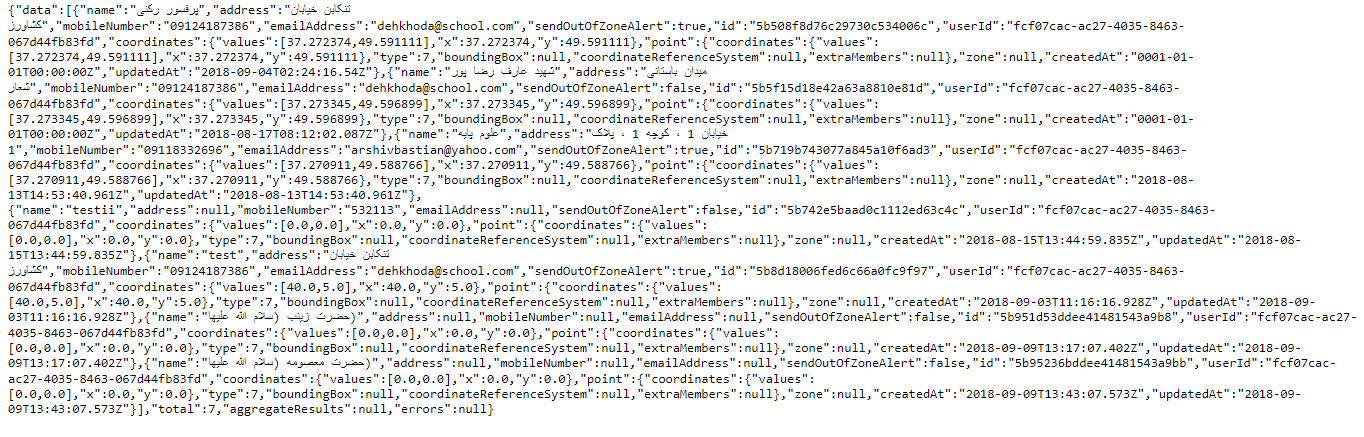 {"data":[{"name":"پرفسور رکنی","address":"تنکابن خیابان
کشاورز","mobileNumber":"09124187386","emailAddress":"dehkhoda@school.com","sendOutOfZoneAlert":true,"id":"5b508f8d76c29730c534006c","userId":"fcf07cac-ac27-4035-8463-
067d44fb83fd","coordinates":{"values":[37.272374,49.591111],"x":37.272374,"y":49.591111},"point":{"coordinates":{"values":
[37.272374,49.591111],"x":37.272374,"y":49.591111},"type":7,"boundingBox":null,"coordinateReferenceSystem":null,"extraMembers":null},"zone":null,"createdAt":"0001-01-
01T00:00:00Z","updatedAt":"2018-09-04T02:24:16.54Z"},{"name":"شهید عارف رضا پور","address":"میدان باستانی
شعار","mobileNumber":"09124187386","emailAddress":"dehkhoda@school.com","sendOutOfZoneAlert":false,"id":"5b5f15d18e42a63a8810e81d","userId":"fcf07cac-ac27-4035-8463-
067d44fb83fd","coordinates":{"values":[37.273345,49.596899],"x":37.273345,"y":49.596899},"point":{"coordinates":{"values":
[37.273345,49.596899],"x":37.273345,"y":49.596899},"type":7,"boundingBox":null,"coordinateReferenceSystem":null,"extraMembers":null},"zone":null,"createdAt":"0001-01-
01T00:00:00Z","updatedAt":"2018-08-17T08:12:02.087Z"},{"name":"علوم پایه","address":"خیابان 1 ، کوچه 1 ، پلاک
1","mobileNumber":"09118332696","emailAddress":"arshivbastian@yahoo.com","sendOutOfZoneAlert":true,"id":"5b719b743077a845a10f6ad3","userId":"fcf07cac-ac27-4035-8463-
067d44fb83fd","coordinates":{"values":[37.270911,49.588766],"x":37.270911,"y":49.588766},"point":{"coordinates":{"values":
[37.270911,49.588766],"x":37.270911,"y":49.588766},"type":7,"boundingBox":null,"coordinateReferenceSystem":null,"extraMembers":null},"zone":null,"createdAt":"2018-08-
13T14:53:40.961Z","updatedAt":"2018-08-13T14:53:40.961Z"},
{"name":"testii","address":null,"mobileNumber":"532113","emailAddress":null,"sendOutOfZoneAlert":false,"id":"5b742e5baad0c1112ed63c4c","userId":"fcf07cac-ac27-4035-8463-
067d44fb83fd","coordinates":{"values":[0.0,0.0],"x":0.0,"y":0.0},"point":{"coordinates":{"values":
[0.0,0.0],"x":0.0,"y":0.0},"type":7,"boundingBox":null,"coordinateReferenceSystem":null,"extraMembers":null},"zone":null,"createdAt":"2018-08-15T13:44:59.835Z","updatedAt":"2018-08-
15T13:44:59.835Z"},{"name":"test","address":"تنکابن خیابان
کشاورز","mobileNumber":"09124187386","emailAddress":"dehkhoda@school.com","sendOutOfZoneAlert":true,"id":"5b8d18006fed6c66a0fc9f97","userId":"fcf07cac-ac27-4035-8463-
067d44fb83fd","coordinates":{"values":[40.0,5.0],"x":40.0,"y":5.0},"point":{"coordinates":{"values":
[40.0,5.0],"x":40.0,"y":5.0},"type":7,"boundingBox":null,"coordinateReferenceSystem":null,"extraMembers":null},"zone":null,"createdAt":"2018-09-03T11:16:16.928Z","updatedAt":"2018-09-
03T11:16:16.928Z"},{"name":"حضرت زینب (سلام الله علیها)","address":null,"mobileNumber":null,"emailAddress":null,"sendOutOfZoneAlert":false,"id":"5b951d53ddee41481543a9b8","userId":"fcf07cac-ac27-
4035-8463-067d44fb83fd","coordinates":{"values":[0.0,0.0],"x":0.0,"y":0.0},"point":{"coordinates":{"values":
[0.0,0.0],"x":0.0,"y":0.0},"type":7,"boundingBox":null,"coordinateReferenceSystem":null,"extraMembers":null},"zone":null,"createdAt":"2018-09-09T13:17:07.402Z","updatedAt":"2018-09-
09T13:17:07.402Z"},{"name":"حضرت معصومه (سلام الله علیها)","address":null,"mobileNumber":null,"emailAddress":null,"sendOutOfZoneAlert":false,"id":"5b95236bddee41481543a9bb","userId":"fcf07cac-
ac27-4035-8463-067d44fb83fd","coordinates":{"values":[0.0,0.0],"x":0.0,"y":0.0},"point":{"coordinates":{"values":
[0.0,0.0],"x":0.0,"y":0.0},"type":7,"boundingBox":null,"coordinateReferenceSystem":null,"extraMembers":null},"zone":null,"createdAt":"2018-09-09T13:43:07.573Z","updatedAt":"2018-09-
09T13:43:07.573Z"}],"total":7,"aggregateResults":null,"errors":null}